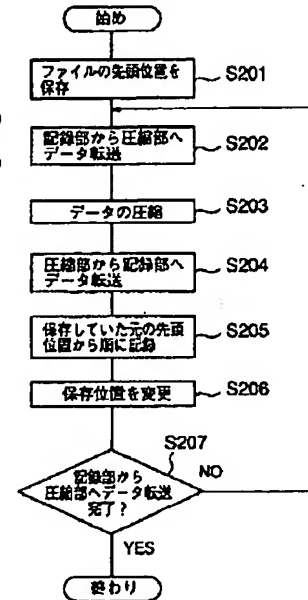 始め
ファイルの先頭位置を
保存
S201
記録部から圧縮部へ
データ転送
S202
データの圧縮
S203
圧縮部から記録部へ
データ転送
S204
保存していた元の先頭
位置から順に記録
S205
保存位置を変更
S206
S207
記録部から
圧縮部へデータ転送
完了?
NO
YES
終わり